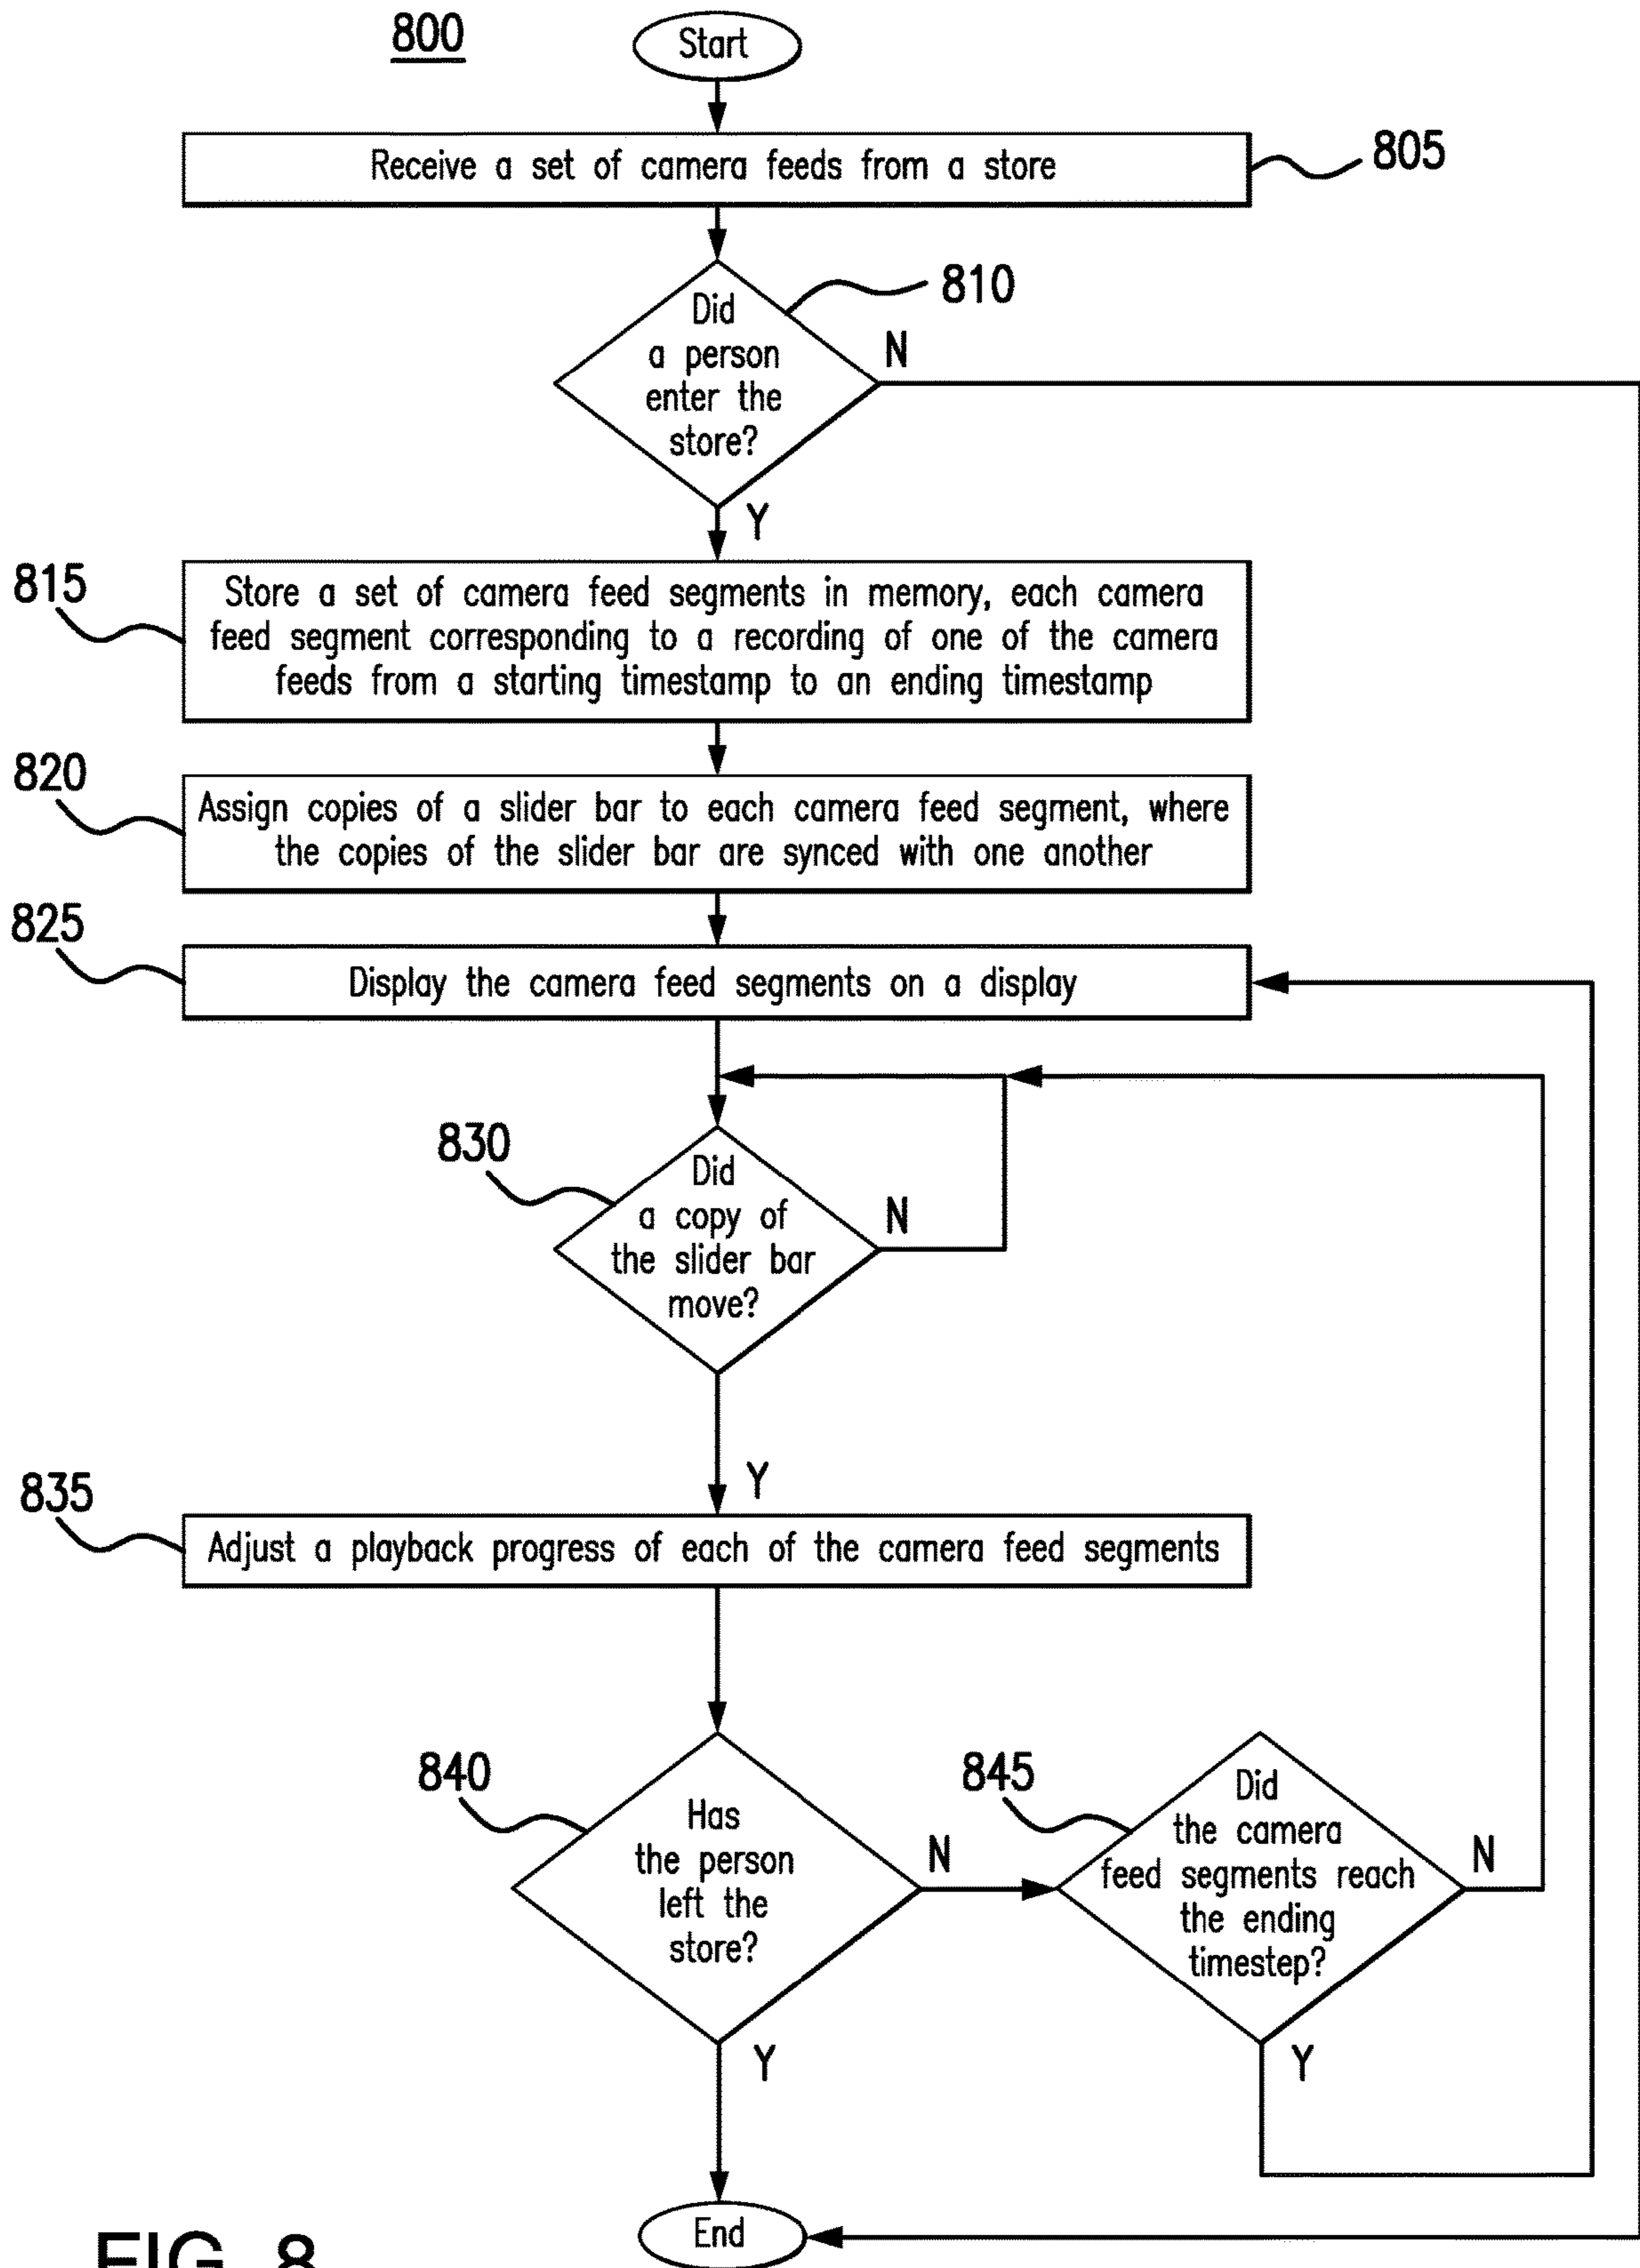 800
Start
Receive a set of camera feeds from a store
805
810
Did
a person
enter the
store?
N
Y
815
Store a set of camera feed segments in memory, each camera
feed segment corresponding to a recording of one of the camera
feeds from a starting timestamp to an ending timestamp
820
Assign copies of a slider bar to each camera feed segment, where
the copies of the slider bar are synced with one another
825
Display the camera feed segments on a display
830
Did
a copy of
the slider bar
move?
N
Y
835
Adjust a playback progress of each of the camera feed segments
840
Has
the person
left the
store?
N
Y
845
Did
the camera
feed segments reach
the ending
timestep?
N
Y
End
FIG. 8